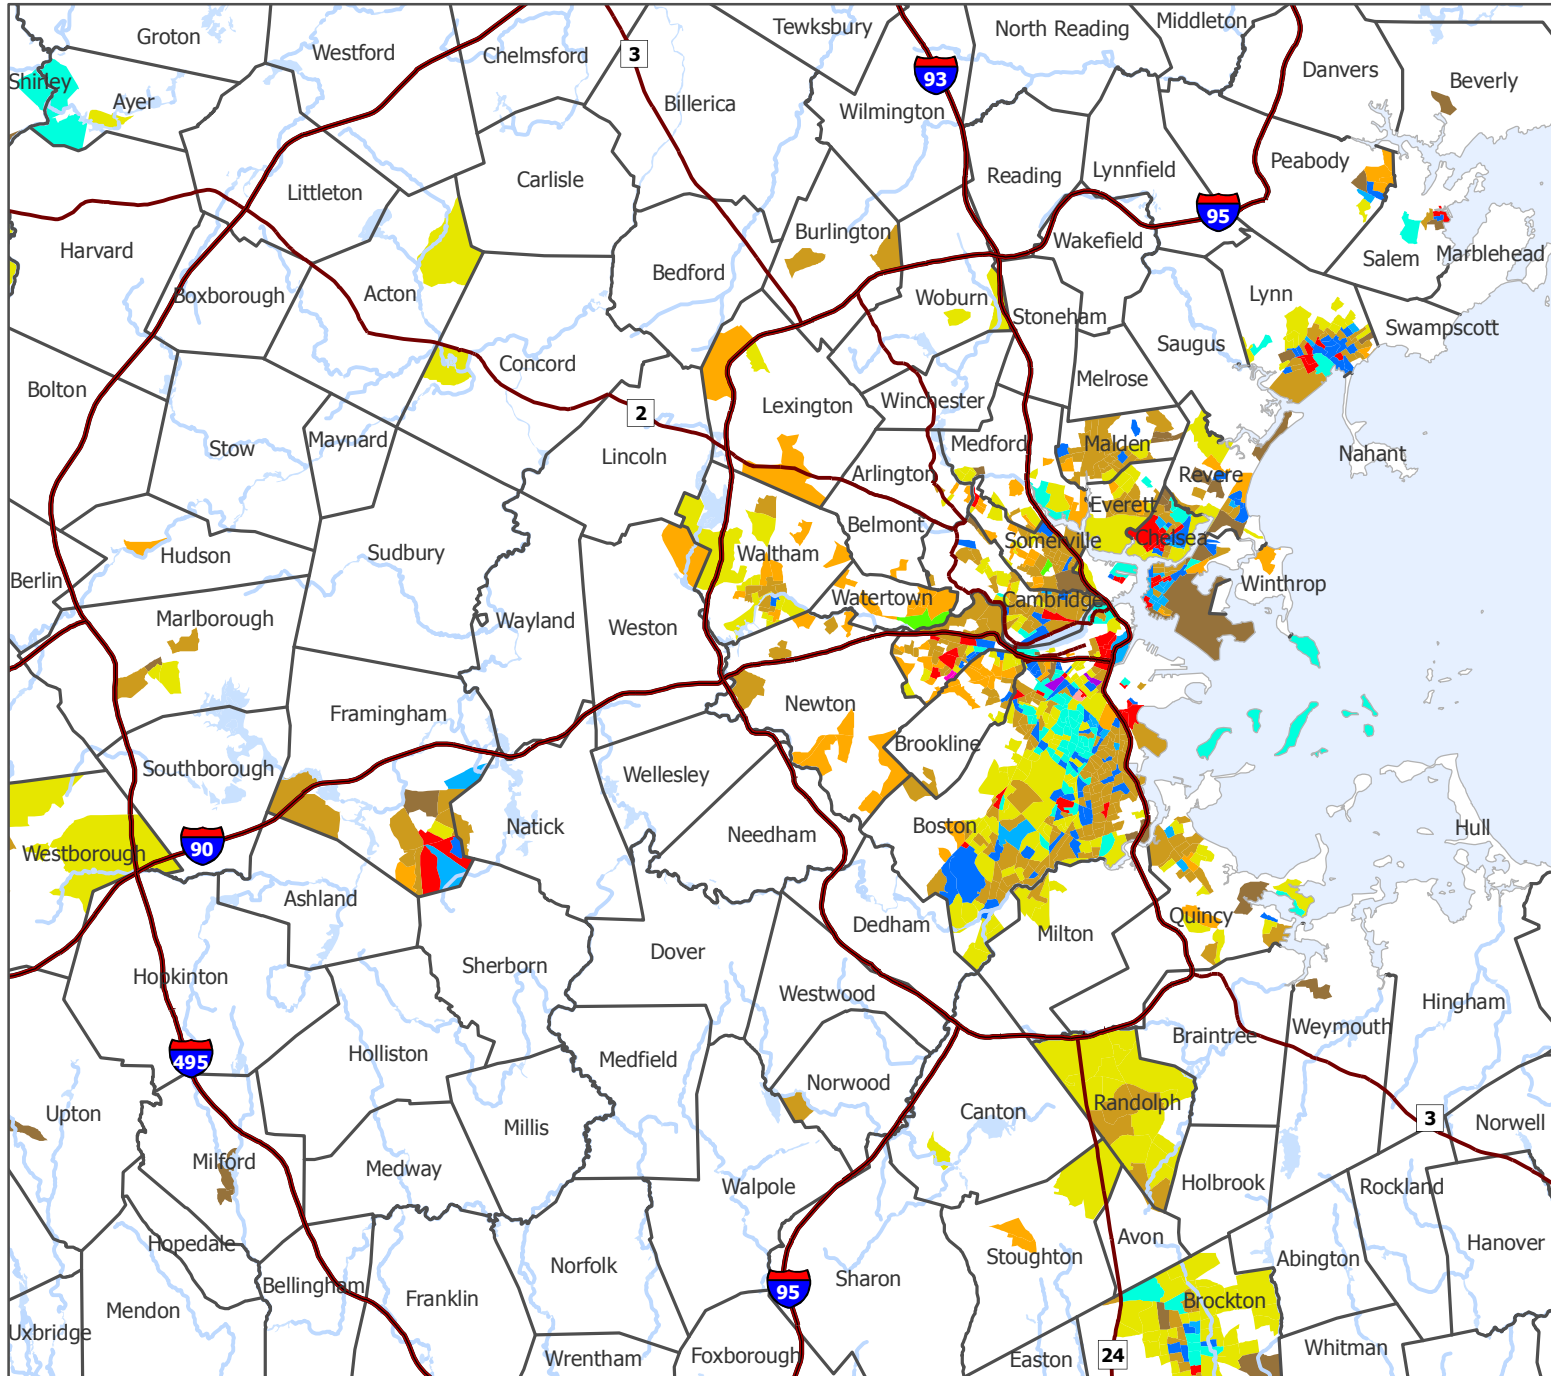 Tewksbury
North Reading
Middleton
Groton
Westford
Chelmsford
3
93
Danvers
Beverly
Shirley
Ayer
Billerica
Wilmington
Peabody
Reading
Lynnfield
Littleton
Carlisle
95
Harvard
Burlington
Wakefield
Salem
Marblehead
Bedford
Boxborough
Acton
Woburn
Lynn
Stoneham
Swampscott
Saugus
Concord
Melrose
Bolton
Lexington
Winchester
2
Maynard
Medford
Malden
Stow
Lincoln
Nahant
Arlington
Revere
Everett
Belmont
Somerville
Chelsea
Hudson
Sudbury
Waltham
Berlin
Winthrop
Watertown
Cambridge
Marlborough
Wayland
Weston
Framingham
Newton
Brookline
Southborough
Wellesley
Boston
Hull
Natick
Needham
90
Westborough
Ashland
Quincy
Dedham
Milton
Dover
Sherborn
Hopkinton
Westwood
Hingham
Weymouth
Braintree
495
Holliston
Medfield
Norwood
Upton
Canton
Randolph
3
Norwell
Millis
Milford
Medway
Walpole
Holbrook
Rockland
Avon
Hopedale
Stoughton
Hanover
Norfolk
Sharon
Abington
Bellingham
95
Mendon
Franklin
Brockton
Uxbridge
Whitman
Wrentham
Foxborough
Easton
24